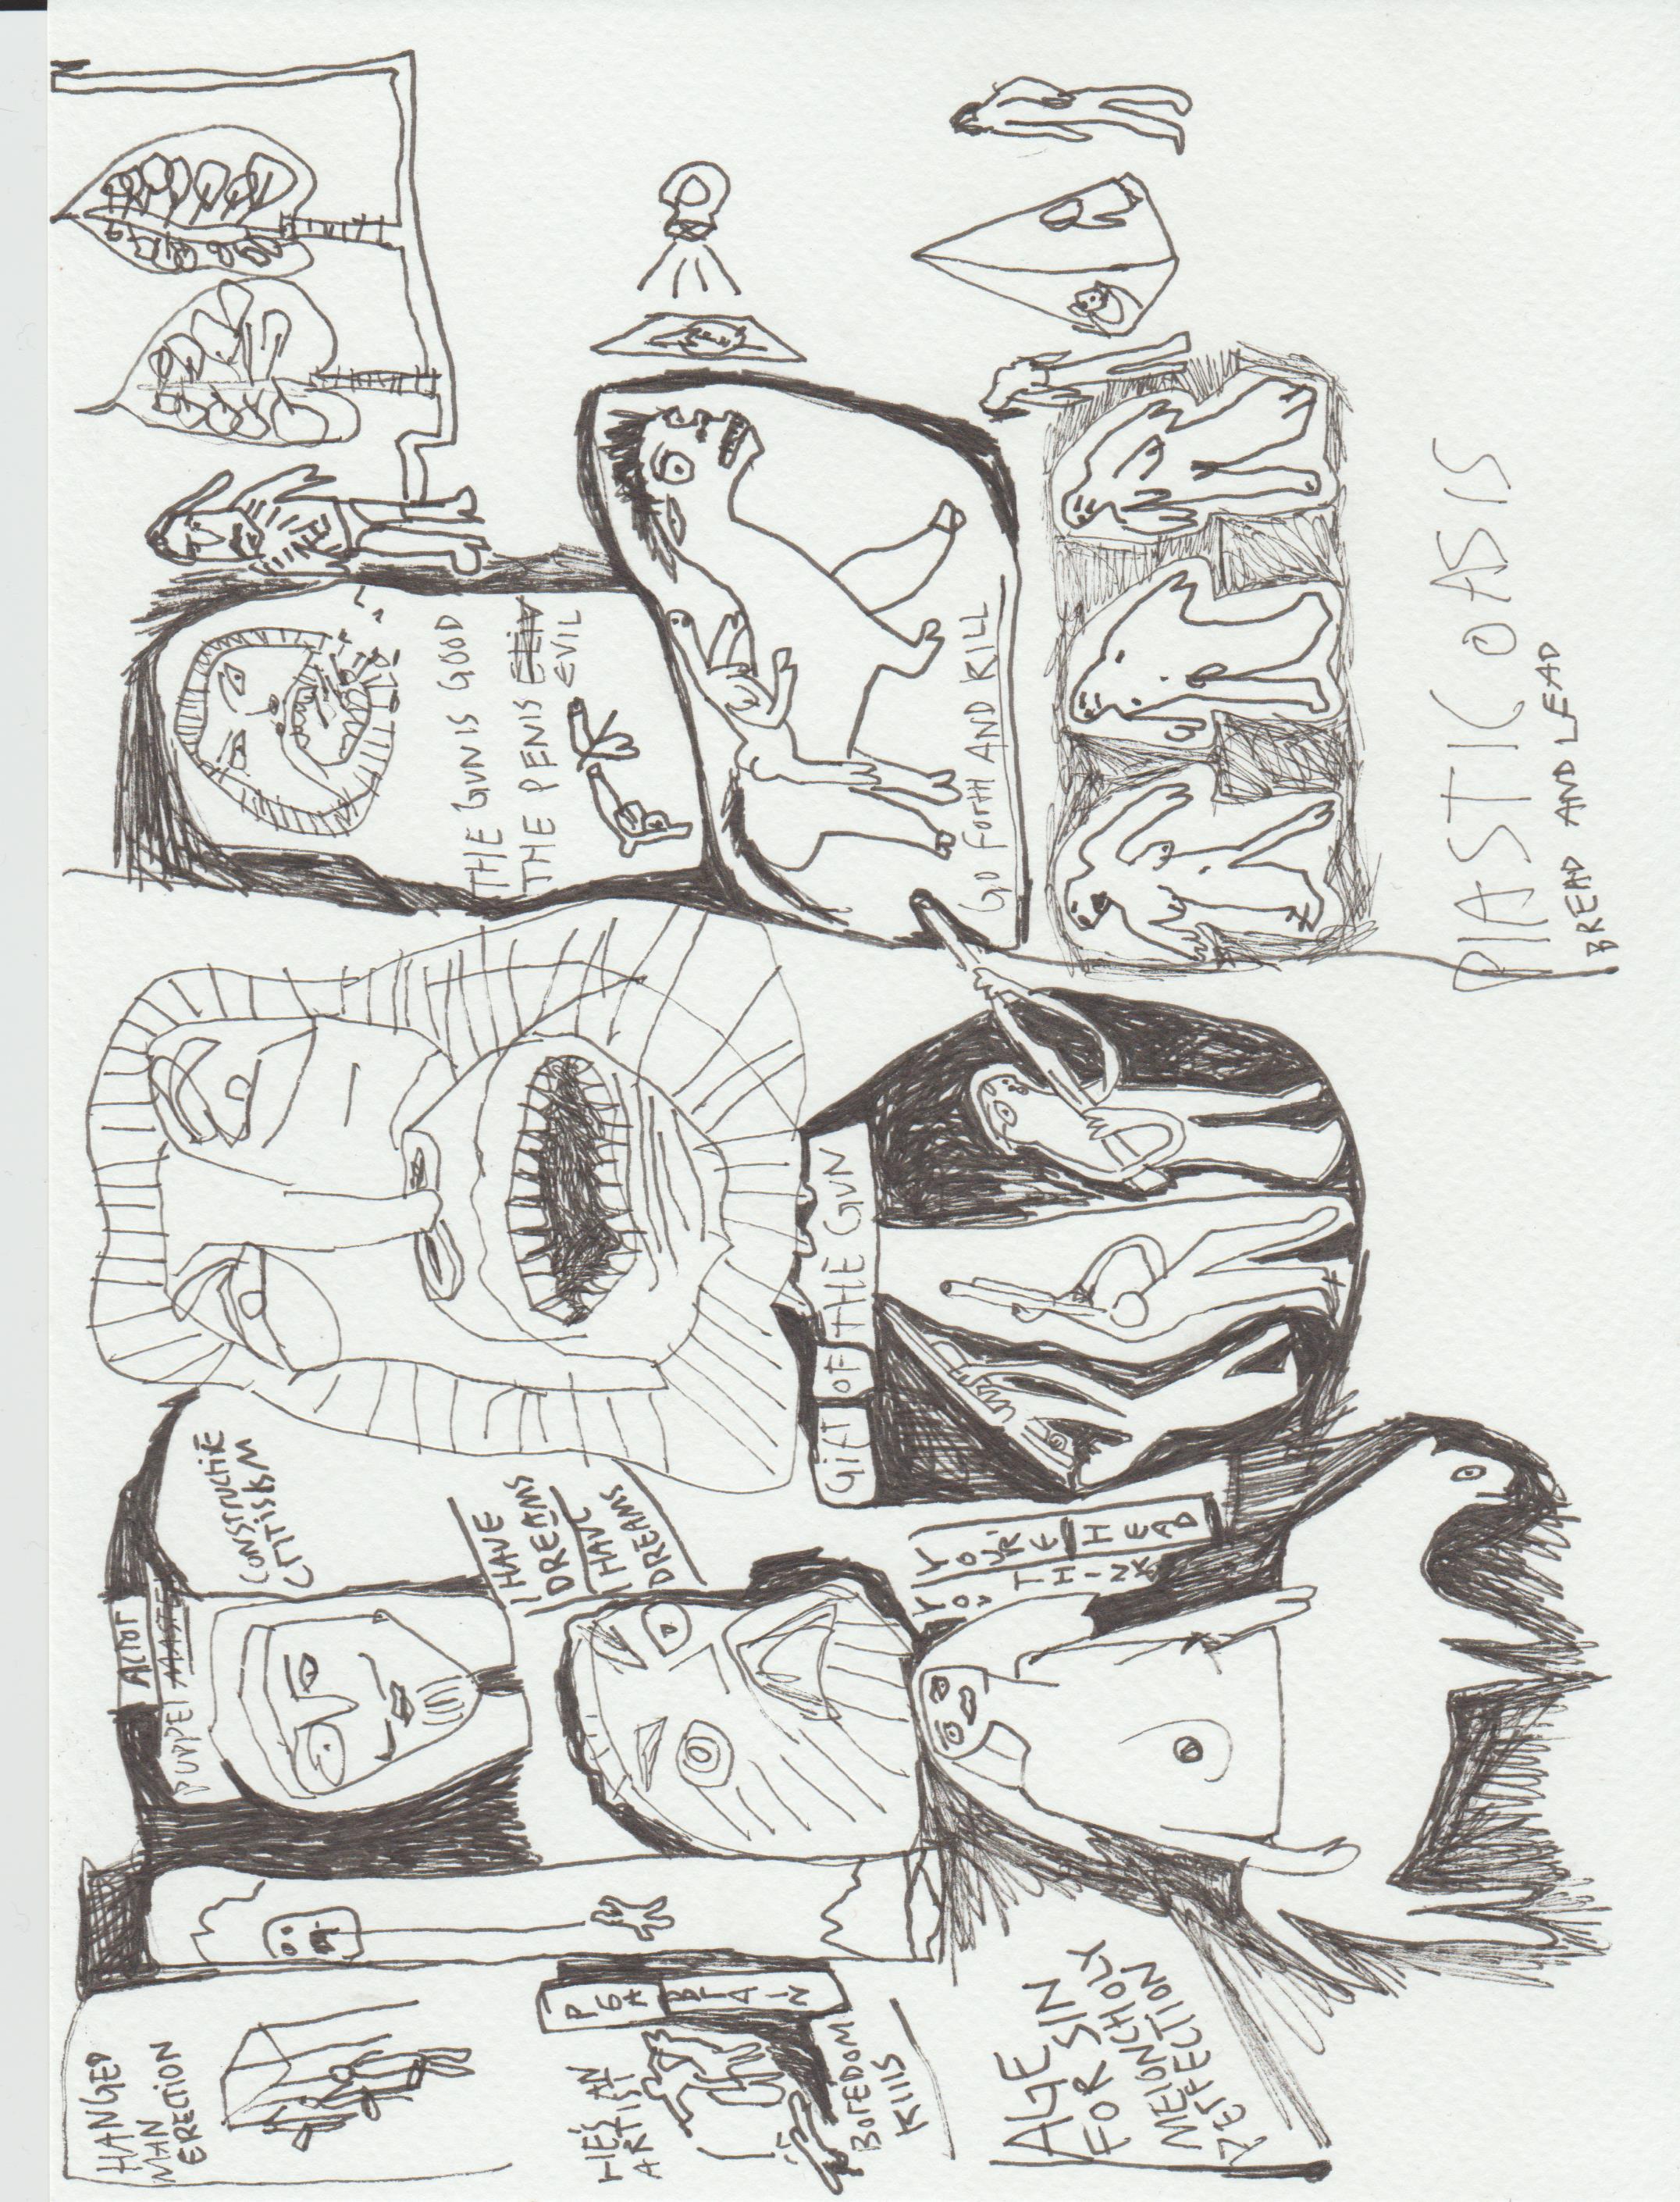 HANGED
MAN
ERECTION
ACTOr
PUPPET MASTER
CONSTRUCTIVE
CrITISISM
I HAVE
DREAMS
I HAVE
DREAMS
THE GUN IS GOOD
THE PENIS ELIV
EVIL
HE'S AN
ARTIST
PEA BrAIN
BOrEDOM
KIllS
GIFT OF THE GUN
GO ForTH AND KILL
YOU THINK
YOUR'E HEAD
AGE
FOR SIN
MElONCHOLY
PErFECTION
PlASTIC OASIS
BREAD AND LEAD